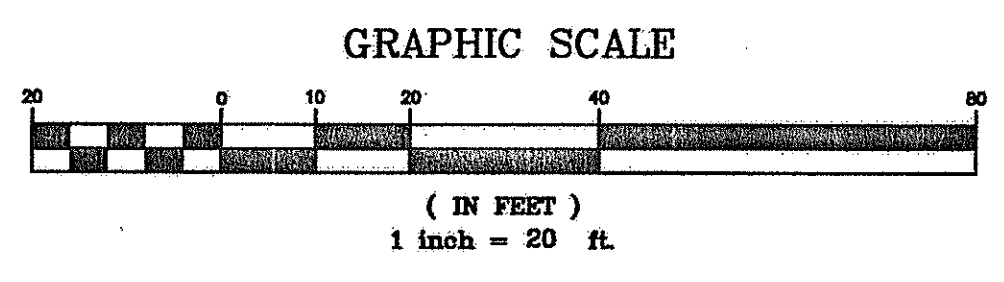 GRAPHIC SCALE
20 0 10 20 40 80
( IN FEET )
1 inch = 20 ft.